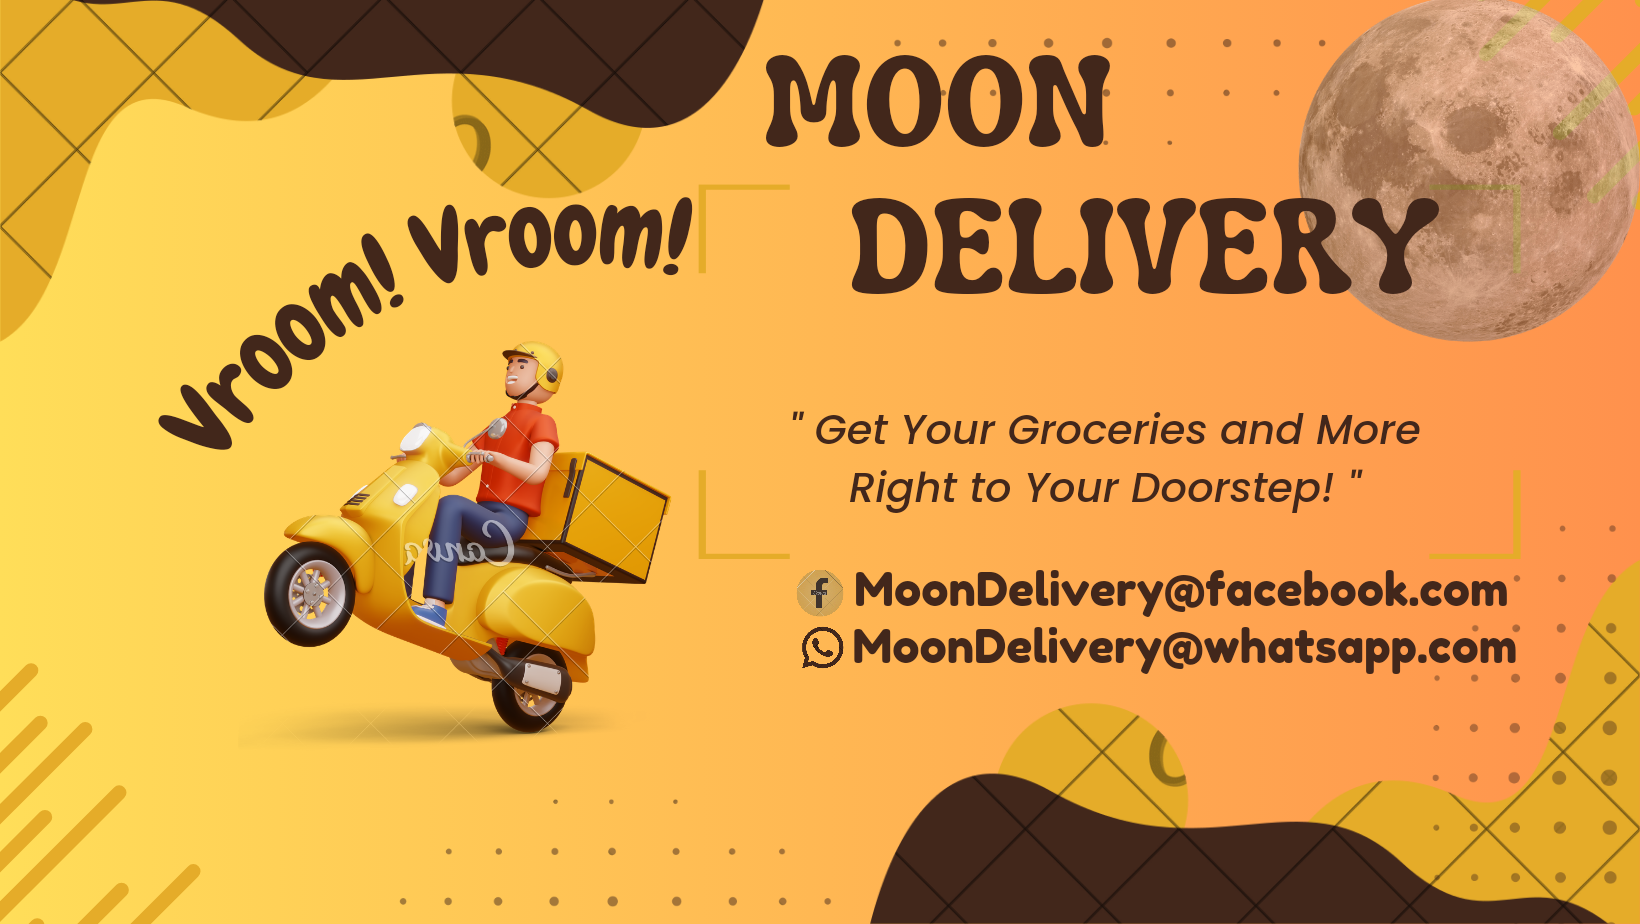 MOON
DELIVERY
Vroom! Vroom!
" Get Your Groceries and More
Right to Your Doorstep! "
Canva
MoonDelivery@facebook.com
MoonDelivery@whatsapp.com